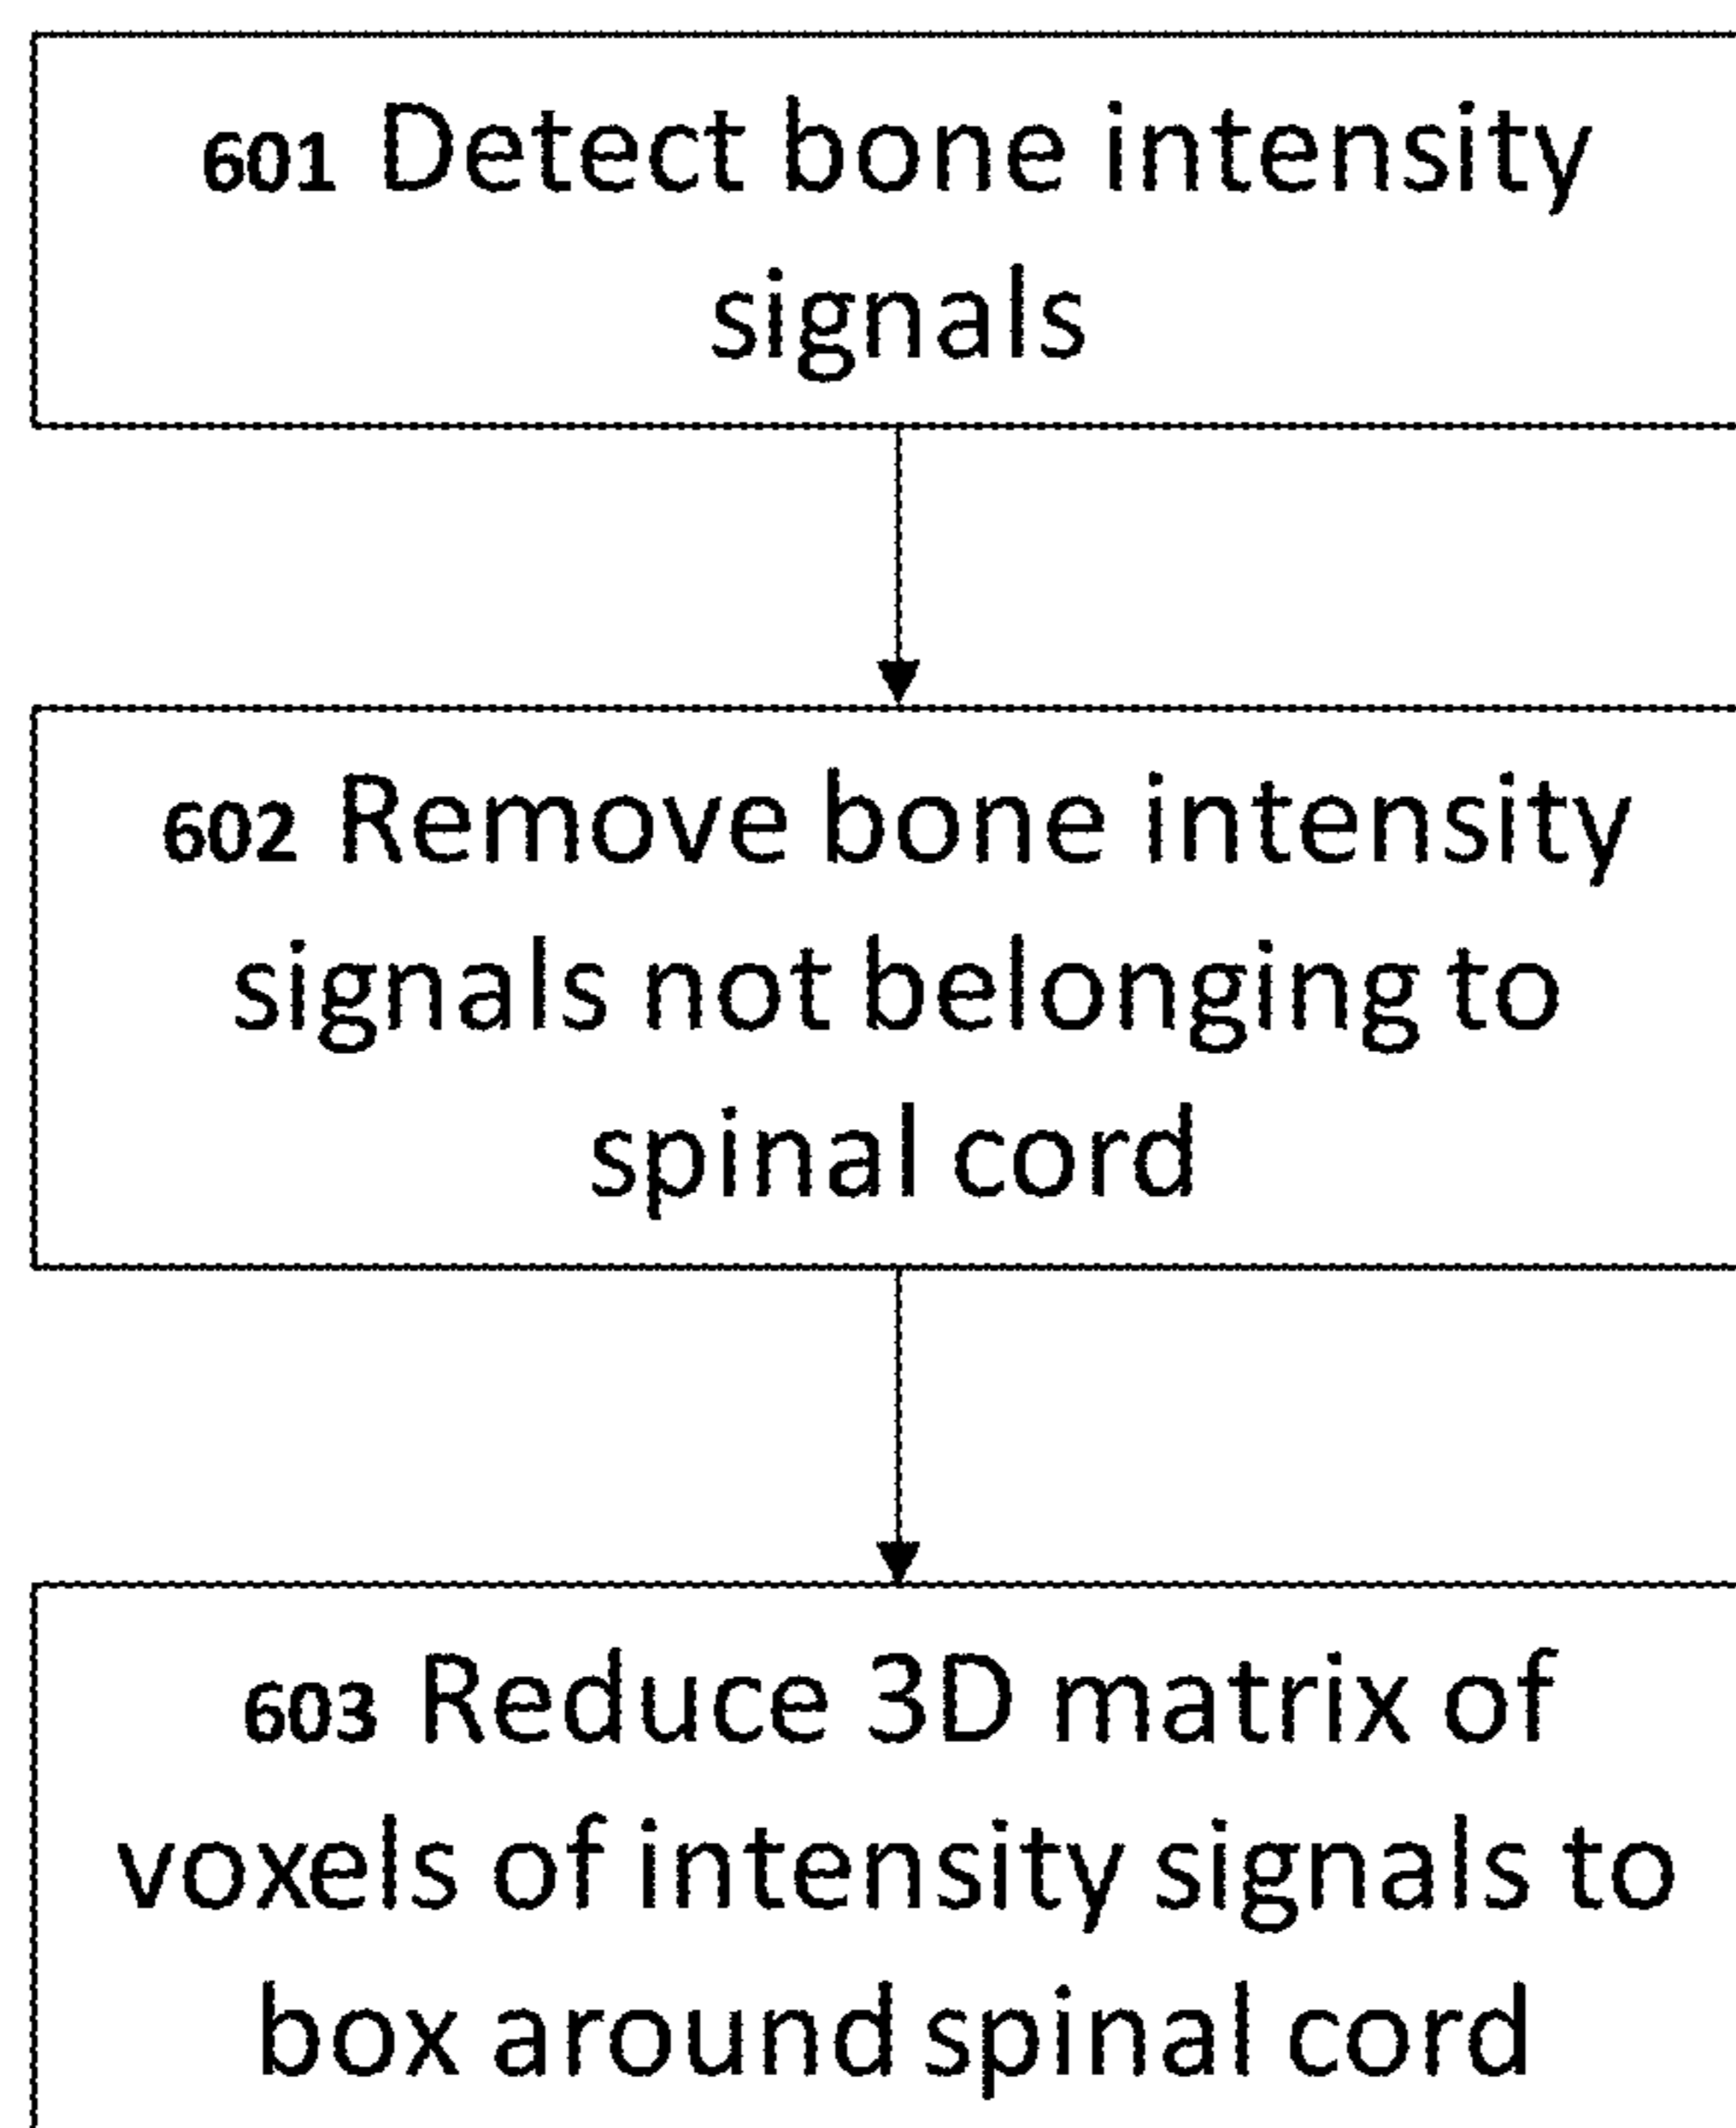 601 Detect bone intensity
signals
602 Remove bone intensity
signals not belonging to
spinal cord
603 Reduce 3D matrix of
voxels of intensity signals to
box around spinal cord